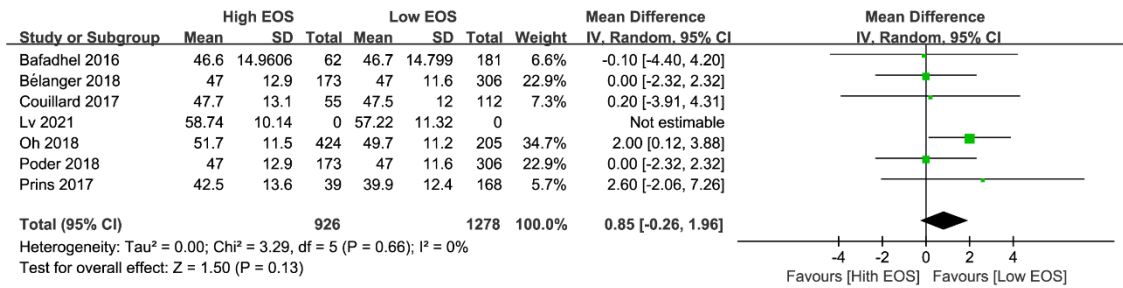 High EOS Low EOS Mean Difference Mean Difference
Study or Subgroup Mean SD Total Mean SD Total Weight IV, Random, 95% CI IV, Random, 95% CI
Bafadhel 2016 46.6 14.9606 62 46.7 14.799 181 6.6% -0.10 [-4.40, 4.20]
Bélanger 2018 47 12.9 173 47 11.6 306 22.9% 0.00 [-2.32, 2.32]
Couillard 2017 47.7 13.1 55 47.5 12 112 7.3% 0.20 [-3.91, 4.31]
Lv 2021 58.74 10.14 0 57.22 11.32 0 Not estimable
Oh 2018 51.7 11.5 424 49.7 11.2 205 34.7% 2.00 [0.12, 3.88]
Poder 2018 47 12.9 173 47 11.6 306 22.9% 0.00 [-2.32, 2.32]
Prins 2017 42.5 13.6 39 39.9 12.4 168 5.7% 2.60 [-2.06, 7.26]
Total (95% CI) 926 1278 100.0% 0.85 [-0.26, 1.96]
Heterogeneity: Tau² = 0.00; Chi² = 3.29, df = 5 (P = 0.66); I² = 0%
Test for overall effect: Z = 1.50 (P = 0.13)
-4 -2 0 2 4
Favours [Hith EOS] Favours [Low EOS]